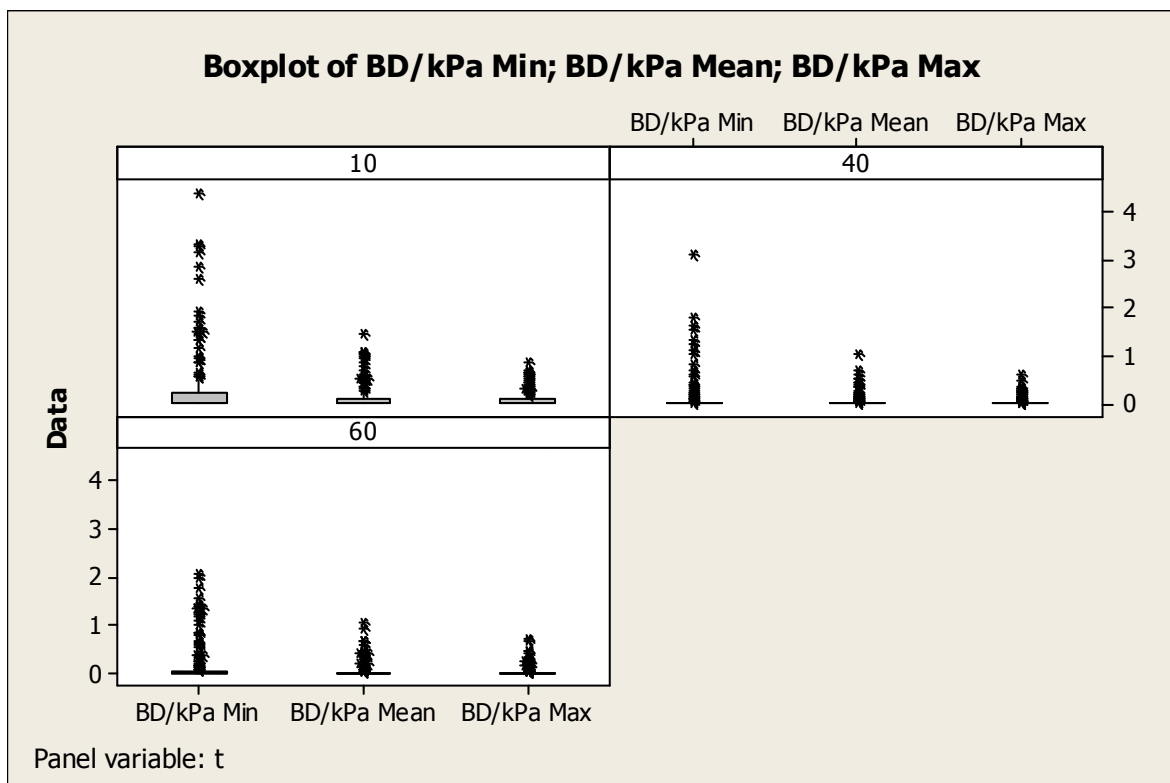 Boxplot of BD/kPa Min; BD/kPa Mean; BD/kPa Max
BD/kPa Min BD/kPa Mean BD/kPa Max
10 40
4
3
2
1
0
Data
60
4
3
2
1
0
BD/kPa Min BD/kPa Mean BD/kPa Max
Panel variable: t